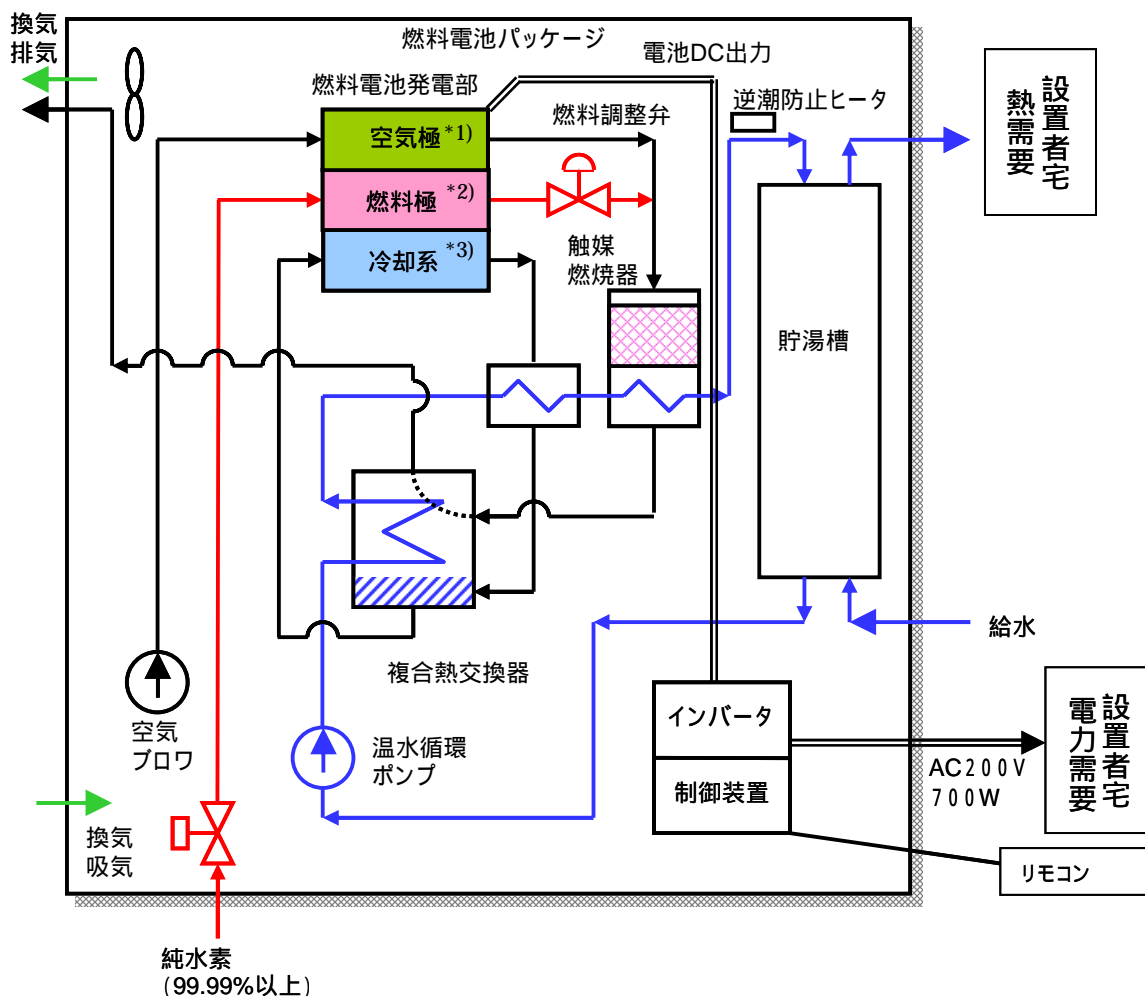 換気
排気
燃料電池パッケージ
電池DC出力
燃料電池発電部
燃料調整弁
逆潮防止ヒータ
設置者宅
熱需要
空気極 *1)
燃料極 *2)
冷却系 *3)
触媒
燃焼器
貯湯槽
給水
複合熱交換器
空気
ブロワ
温水循環
ポンプ
インバータ
制御装置
AC200V
700W
設置者宅
電力需要
換気
吸気
リモコン
純水素
(99.99%以上)